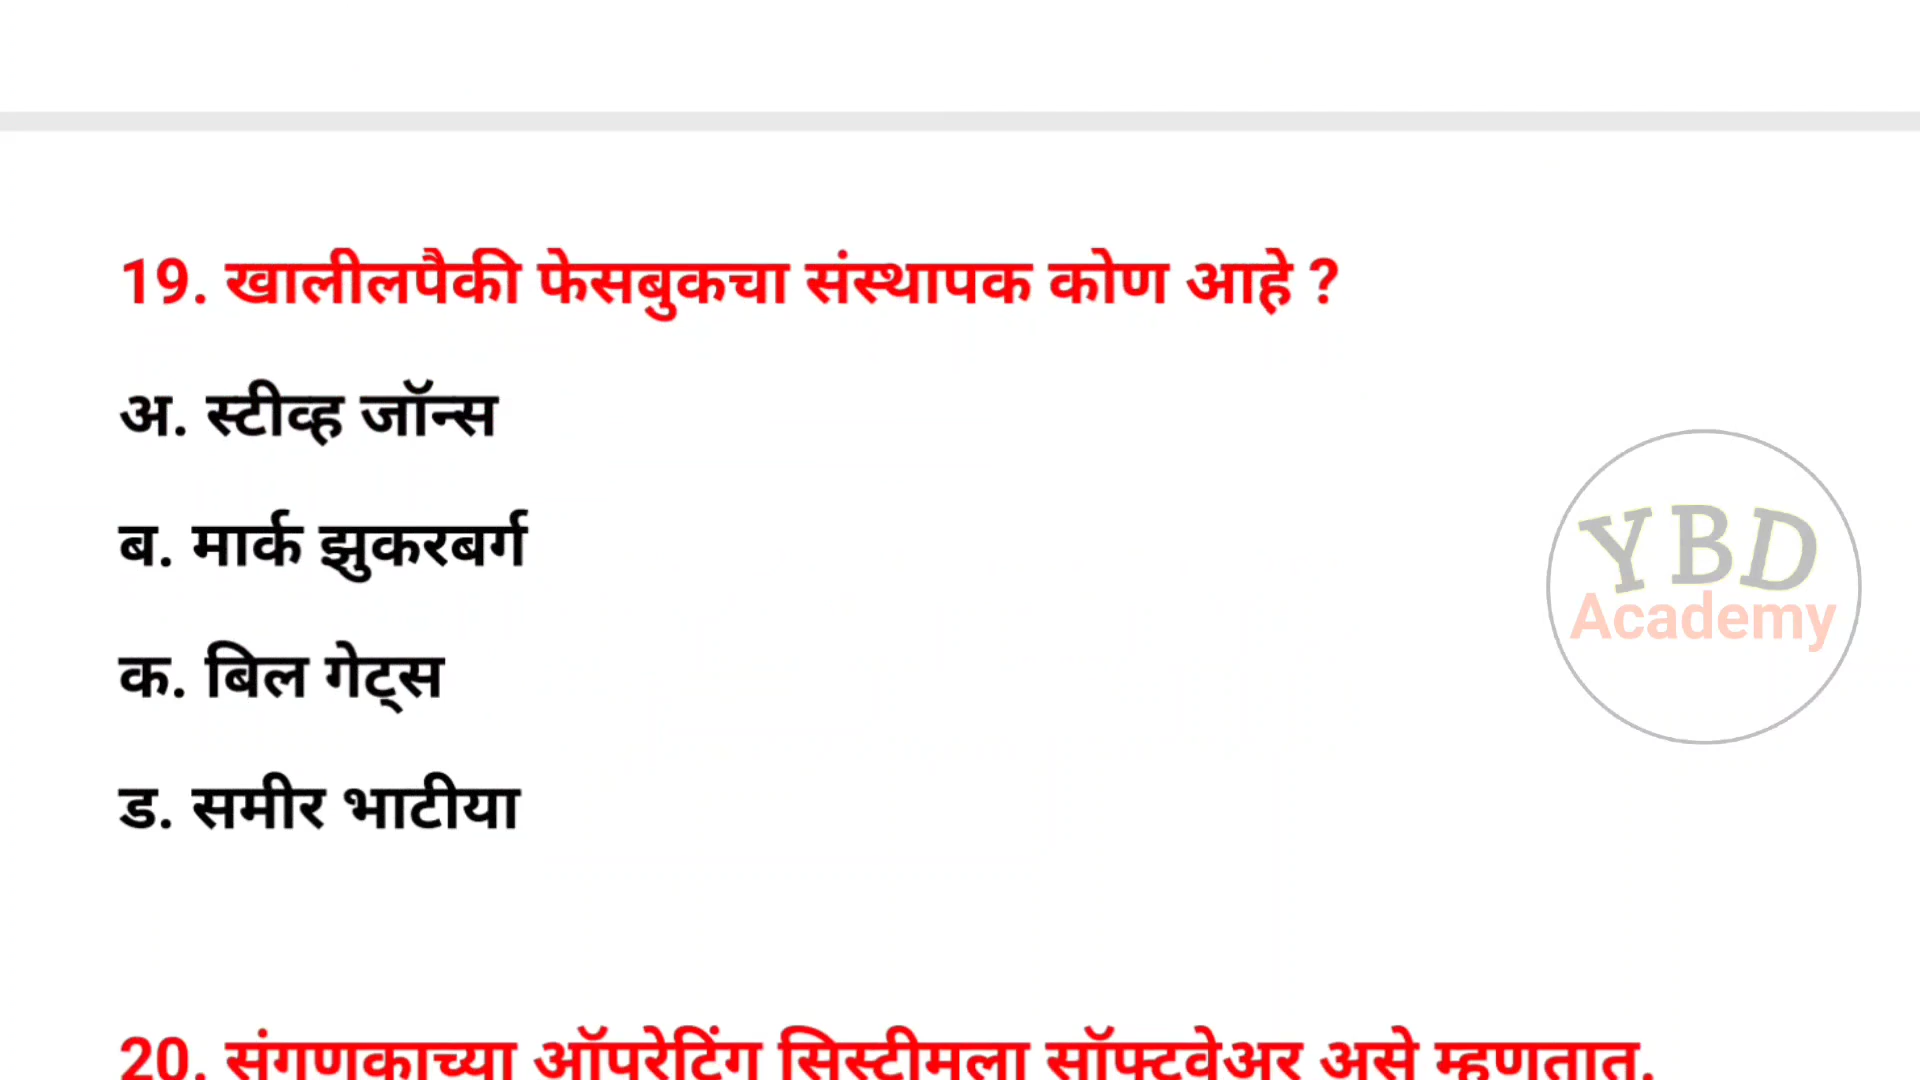 19. खालीलपैकी फेसबुकचा संस्थापक कोण आहे ?
अ. स्टीव्ह जॉन्स
ब. मार्क झुकरबर्ग
क. बिल गेट्स
ड. समीर भाटीया
YBD
Academy
20. संगणकाच्या ऑपरेटिंग सिस्टीमला सॉफ्टवेअर असे म्हणतात.